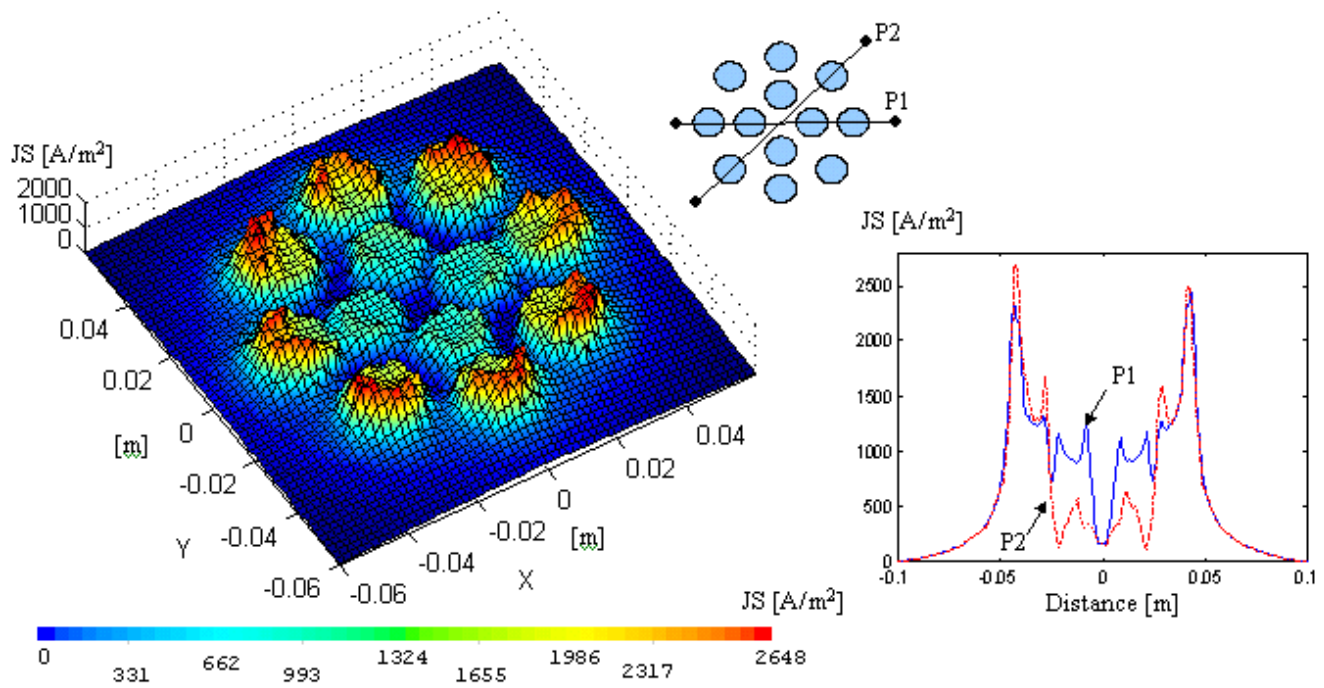 JS [A/m²]
2000
1000
0
0.04
0.02
0
-0.02
-0.04
-0.06
[m]
Y
-0.06
-0.04
-0.02
0
0.02
0.04
[m]
X
P2
P1
JS [A/m²]
2500
2000
1500
1000
500
0
P1
P2
-0.1
-0.05
0
0.05
0.1
Distance [m]
JS [A/m²]
0
331
662
993
1324
1655
1986
2317
2648